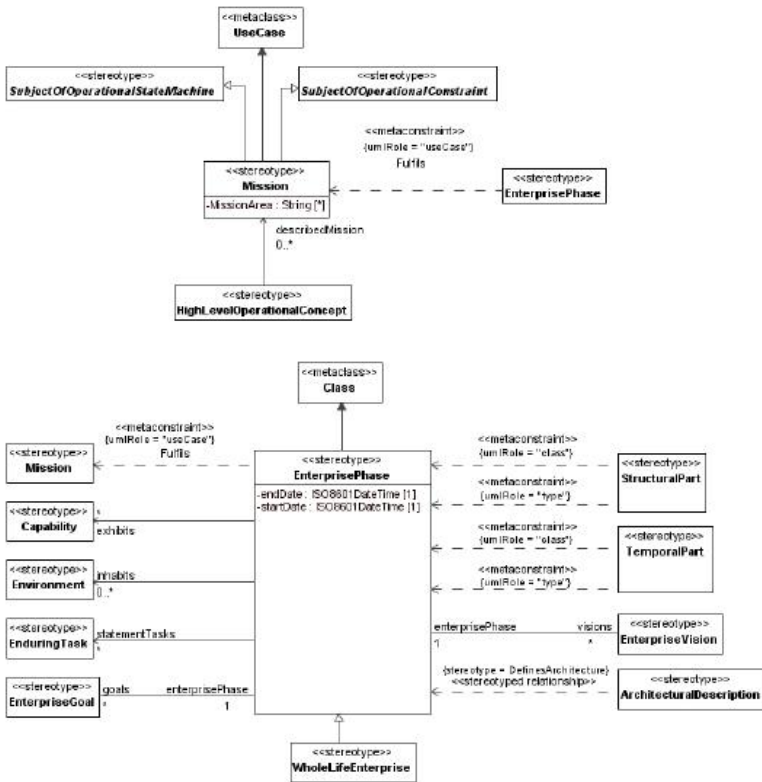 <<metaclass>>
UseCase
<<stereotype>>
SubjectOfOperationalStateMachine
<<stereotype>>
SubjectOfOperationalConstraint
<<metaconstraint>>
{umlRole = "useCase"}
Fulfils
<<stereotype>>
Mission
-MissionArea : String [*]
<<stereotype>>
EnterprisePhase
describedMission
0..*
<<stereotype>>
HighLevelOperationalConcept
<<metaclass>>
Class
<<metaconstraint>>
{umlRole = "useCase"}
Fulfils
<<stereotype>>
Mission
<<stereotype>>
EnterprisePhase
-endDate : ISO8601DateTime [1]
-startDate : ISO8601DateTime [1]
<<metaconstraint>>
{umlRole = "class"}
<<stereotype>>
StructuralPart
<<metaconstraint>>
{umlRole = "type"}
<<stereotype>>
Capability
*
exhibits
<<metaconstraint>>
{umlRole = "class"}
<<stereotype>>
TemporalPart
<<metaconstraint>>
{umlRole = "type"}
<<stereotype>>
Environment
inhabits
0..*
<<stereotype>>
EnduringTask
statementTasks
*
enterprisePhase
1
visions
*
<<stereotype>>
EnterpriseVision
<<stereotype>>
EnterpriseGoal
goals
*
enterprisePhase
1
{stereotype = DefinesArchitecture}
<<stereotyped relationship>>
<<stereotype>>
ArchitecturalDescription
<<stereotype>>
WholeLifeEnterprise